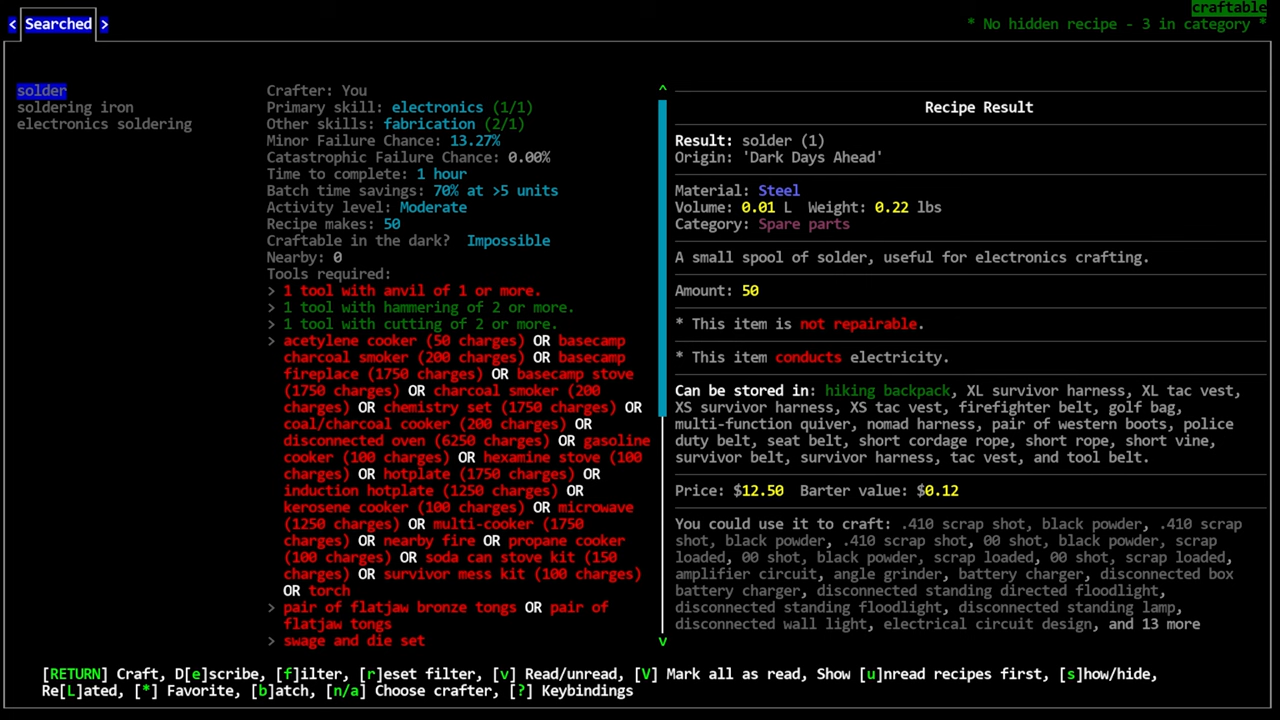 craftable
< Searched >
* No hidden recipe - 3 in category *
solder
soldering iron
electronics soldering
Crafter: You
Primary skill: electronics (1/1)
Other skills: fabrication (2/1)
Minor Failure Chance: 13.27%
Catastrophic Failure Chance: 0.00%
Time to complete: 1 hour
Batch time savings: 70% at >5 units
Activity level: Moderate
Recipe makes: 50
Craftable in the dark? Impossible
Nearby: 0
Tools required:
> 1 tool with anvil of 1 or more.
> 1 tool with hammering of 2 or more.
> 1 tool with cutting of 2 or more.
> acetylene cooker (50 charges) OR basecamp
charcoal smoker (200 charges) OR basecamp
fireplace (1750 charges) OR basecamp stove
(1750 charges) OR charcoal smoker (200
charges) OR chemistry set (1750 charges) OR
coal/charcoal cooker (200 charges) OR
disconnected oven (6250 charges) OR gasoline
cooker (100 charges) OR hexamine stove (100
charges) OR hotplate (1750 charges) OR
induction hotplate (1250 charges) OR
kerosene cooker (100 charges) OR microwave
(1250 charges) OR multi-cooker (1750
charges) OR nearby fire OR propane cooker
(100 charges) OR soda can stove kit (150
charges) OR survivor mess kit (100 charges)
OR torch
> pair of flatjaw bronze tongs OR pair of
flatjaw tongs
> swage and die set
^
v
Recipe Result
Result: solder (1)
Origin: 'Dark Days Ahead'
Material: Steel
Volume: 0.01 L Weight: 0.22 lbs
Category: Spare parts
A small spool of solder, useful for electronics crafting.
Amount: 50
* This item is not repairable.
* This item conducts electricity.
Can be stored in: hiking backpack, XL survivor harness, XL tac vest,
XS survivor harness, XS tac vest, firefighter belt, golf bag,
multi-function quiver, nomad harness, pair of western boots, police
duty belt, seat belt, short cordage rope, short rope, short vine,
survivor belt, survivor harness, tac vest, and tool belt.
Price: $12.50 Barter value: $0.12
You could use it to craft: .410 scrap shot, black powder, .410 scrap
shot, black powder, .410 scrap shot, 00 shot, black powder, scrap
loaded, 00 shot, black powder, scrap loaded, 00 shot, scrap loaded,
amplifier circuit, angle grinder, battery charger, disconnected box
battery charger, disconnected standing directed floodlight,
disconnected standing floodlight, disconnected standing lamp,
disconnected wall light, electrical circuit design, and 13 more
[RETURN] Craft, D[e]scribe, [f]ilter, [r]eset filter, [v] Read/unread, [V] Mark all as read, Show [u]nread recipes first, [s]how/hide,
Re[L]ated, [*] Favorite, [b]atch, [n/a] Choose crafter, [?] Keybindings